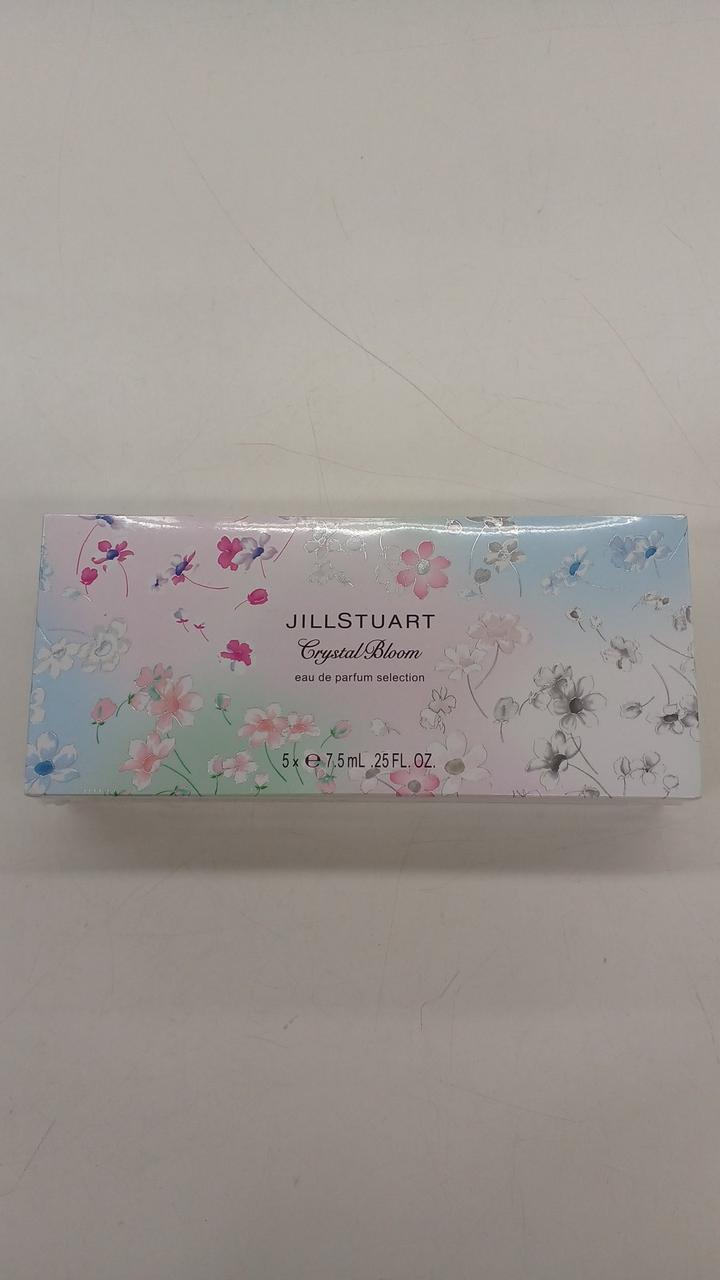 JILLSTUART
Crystal Bloom
eau de parfum selection
5 x ℮ 7.5 mL .25 FL. OZ.